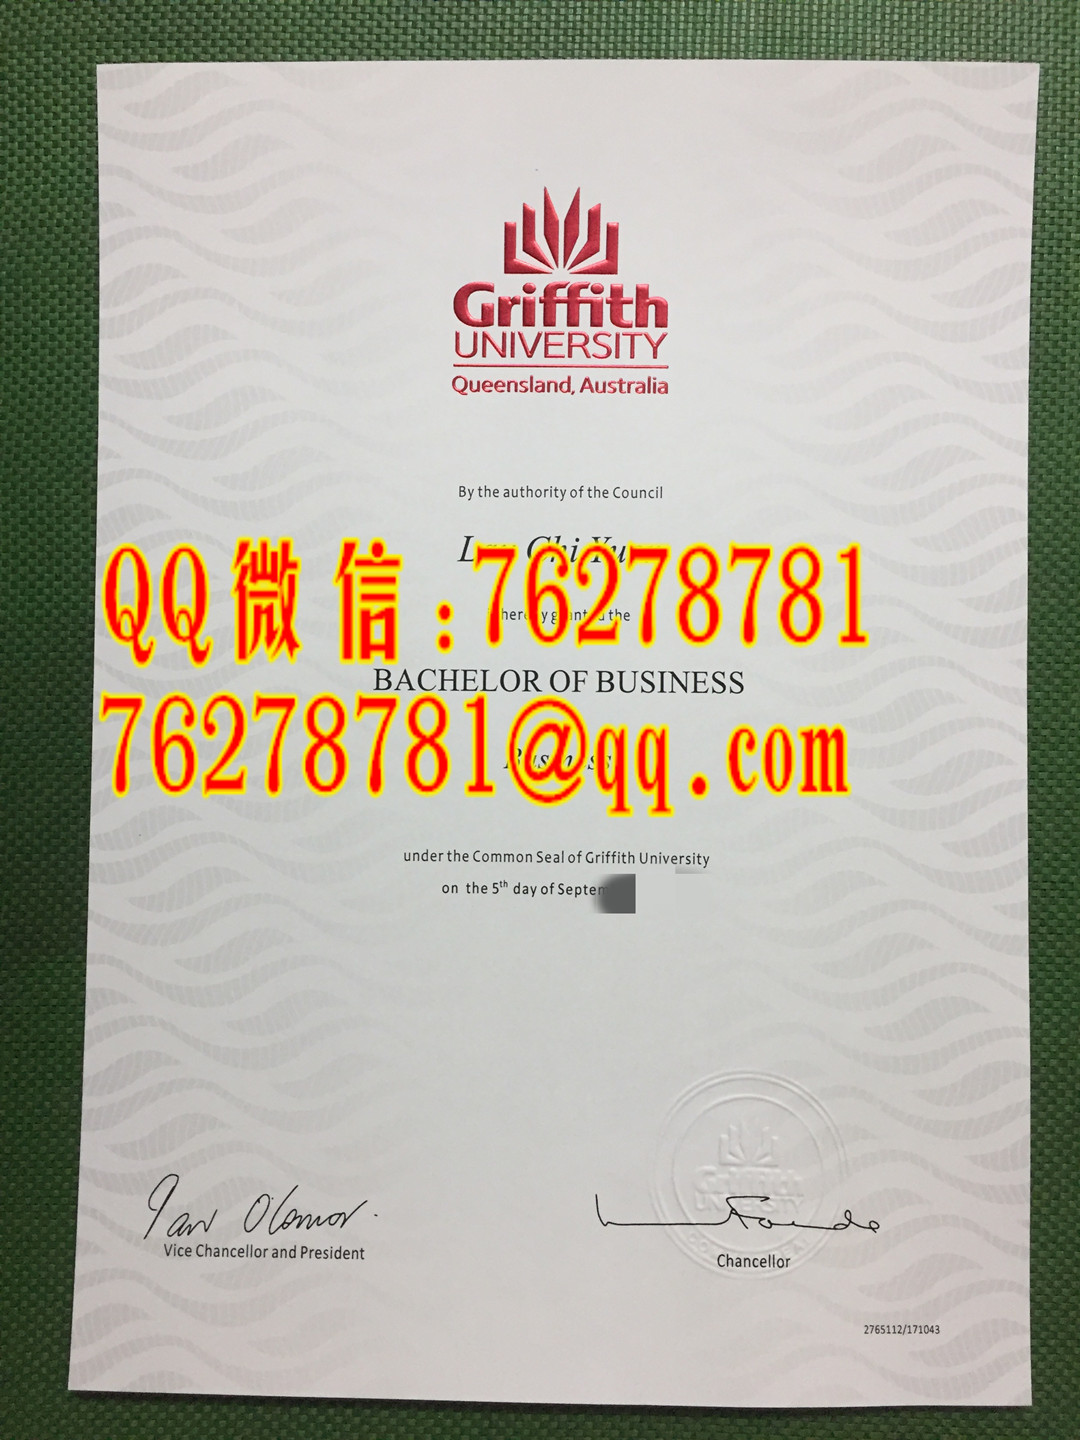 Griffith
UNIVERSITY
Queensland, Australia
By the authority of the Council
Chi
QQ微信:76278781
the
BACHELOR OF BUSINESS
76278781@qq.com
under the Common Seal of Griffith University
on the 5th day of
Vice Chancellor and President
Chancellor
2765112/171043